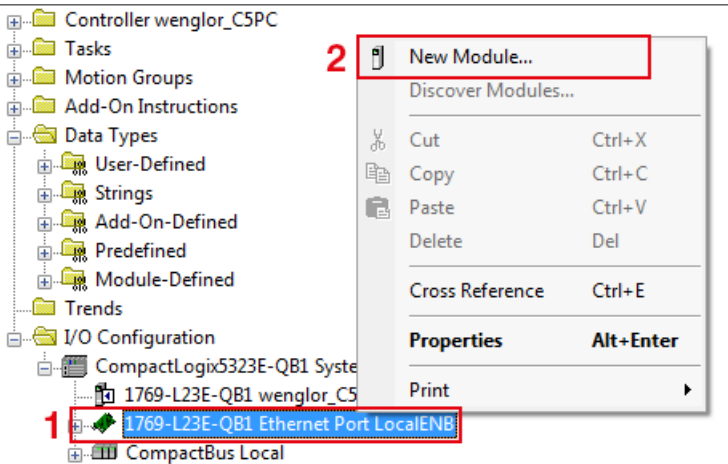 Controller wenglor_C5PC
Tasks
Motion Groups
Add-On Instructions
Data Types
User-Defined
Strings
Add-On-Defined
Predefined
Module-Defined
Trends
I/O Configuration
CompactLogix5323E-QB1 Syste
1769-L23E-QB1 wenglor_C5
1
1769-L23E-QB1 Ethernet Port LocalENB
CompactBus Local
2
New Module...
Discover Modules...
Cut Ctrl+X
Copy Ctrl+C
Paste Ctrl+V
Delete Del
Cross Reference Ctrl+E
Properties Alt+Enter
Print